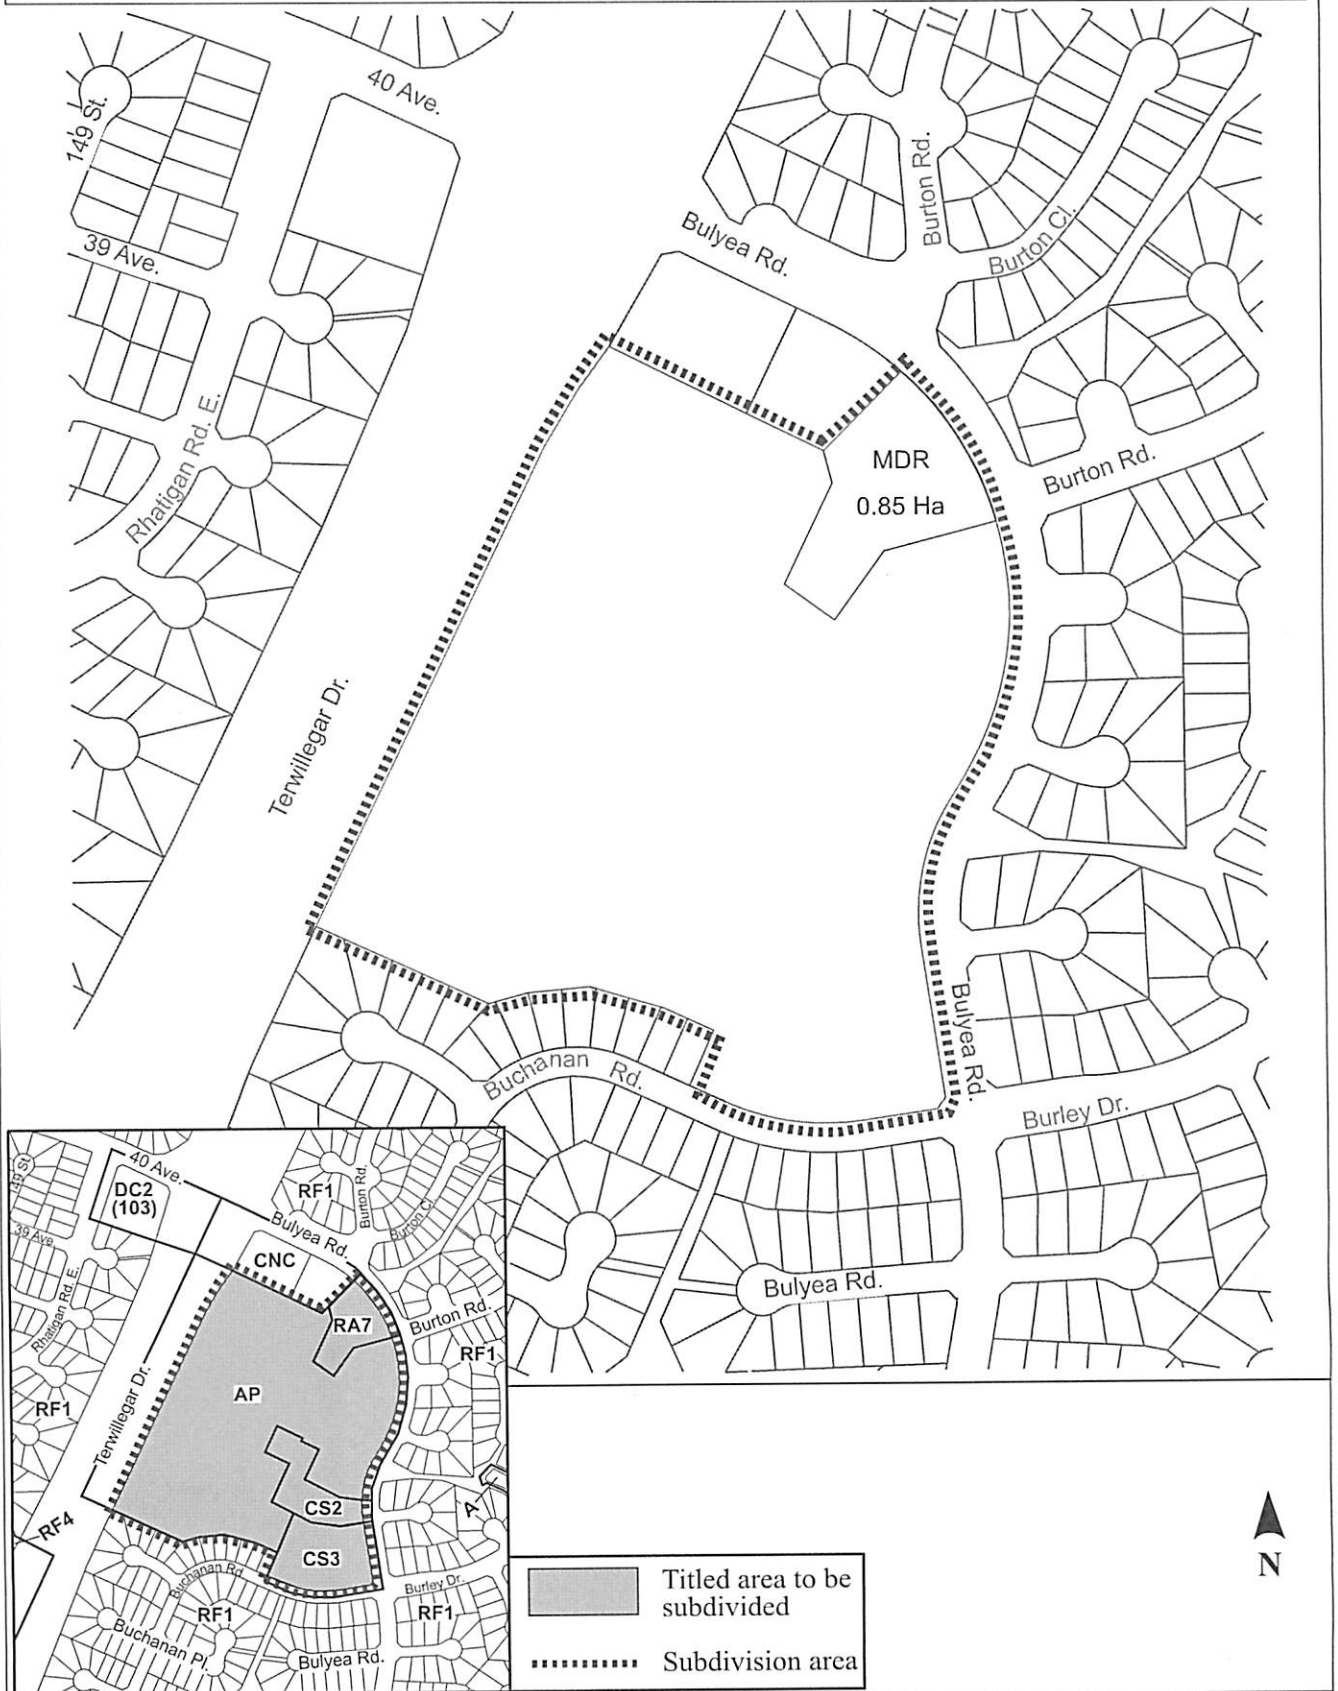 40 Ave.
149 St.
39 Ave.
Rhatigan Rd. E.
Terwillegar Dr.
Bulyea Rd.
Burton Rd.
Burton Cl.
MDR
0.85 Ha
Burton Rd.
Bulyea Rd.
Buchanan Rd.
Burley Dr.
Bulyea Rd.
40 Ave.
149 St.
DC2
(103)
39 Ave.
Rhatigan Rd. E.
RF1
Burton Rd.
Burton Cl.
Bulyea Rd.
CNC
RA7
Burton Rd.
RF1
AP
RF1
Terwillegar Dr.
CS2
A
RF4
CS3
Buchanan Rd.
Burley Dr.
RF1
RF1
Buchanan Pl.
Bulyea Rd.
Titled area to be
subdivided
Subdivision area
N